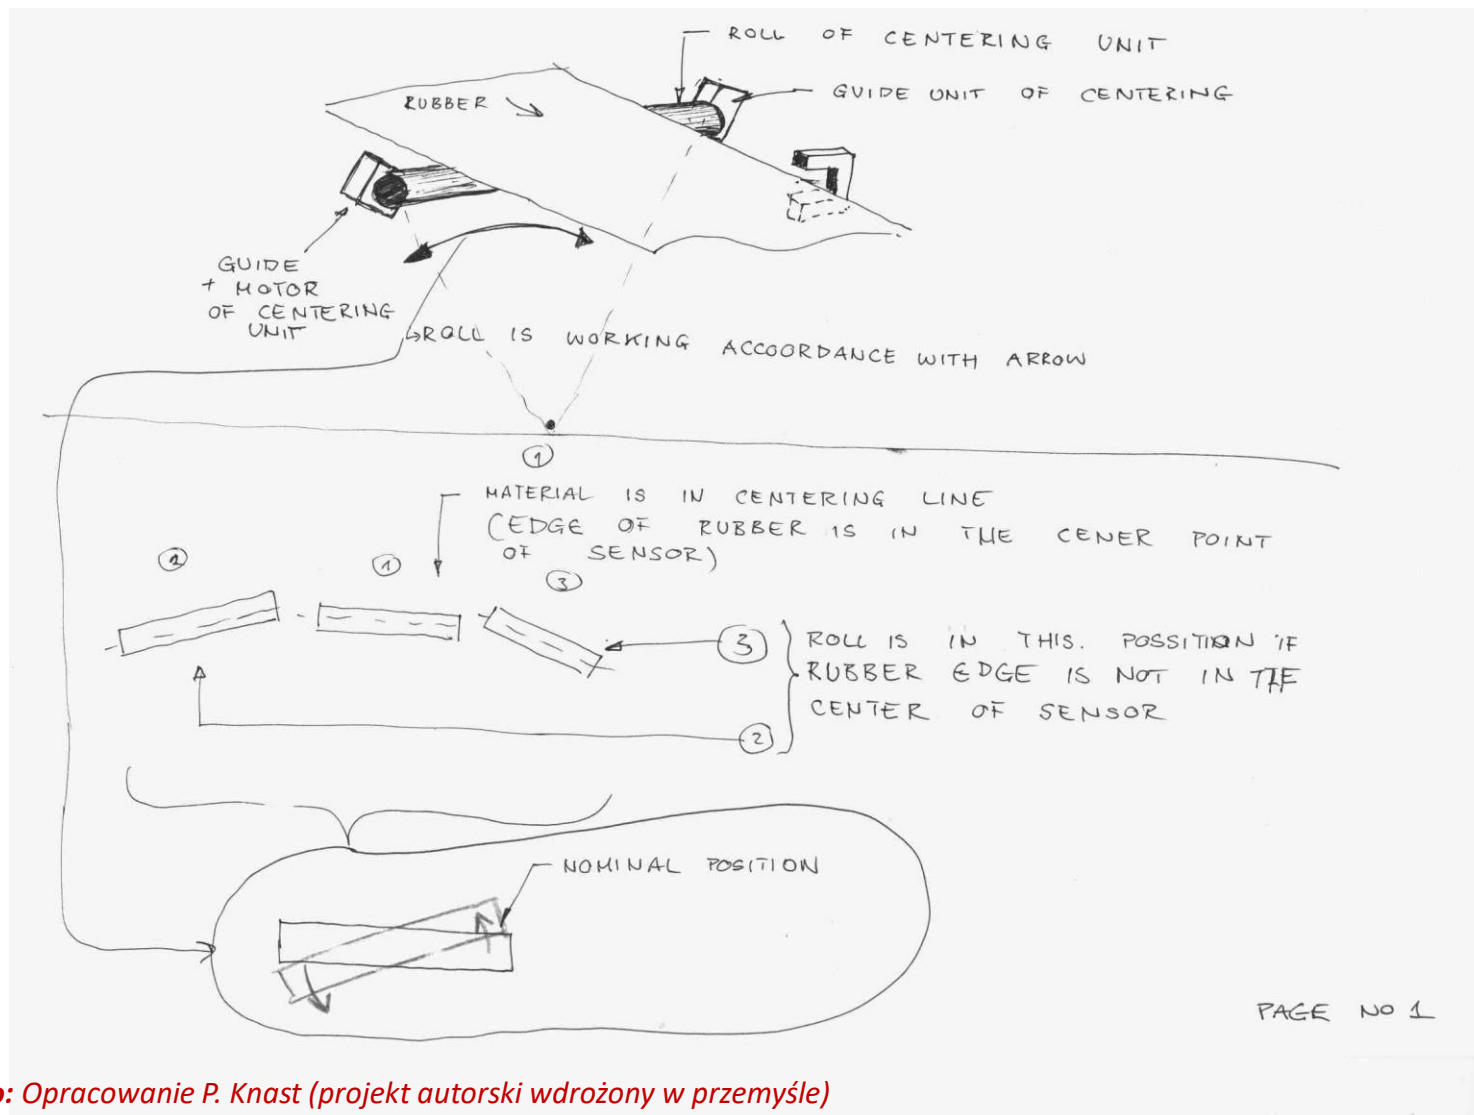 ROLL OF CENTERING UNIT
GUIDE UNIT OF CENTERING
RUBBER
GUIDE
+ MOTOR
OF CENTERING
UNIT
ROLL IS WORKING ACCOORDANCE WITH ARROW
1
MATERIAL IS IN CENTERING LINE
(EDGE OF RUBBER IS IN THE CENER POINT
OF SENSOR)
2
1
3
3
ROLL IS IN THIS. POSSITION IF
RUBBER EDGE IS NOT IN THE
CENTER OF SENSOR
2
NOMINAL POSITION
PAGE NO 1
o: Opracowanie P. Knast (projekt autorski wdrożony w przemyśle)